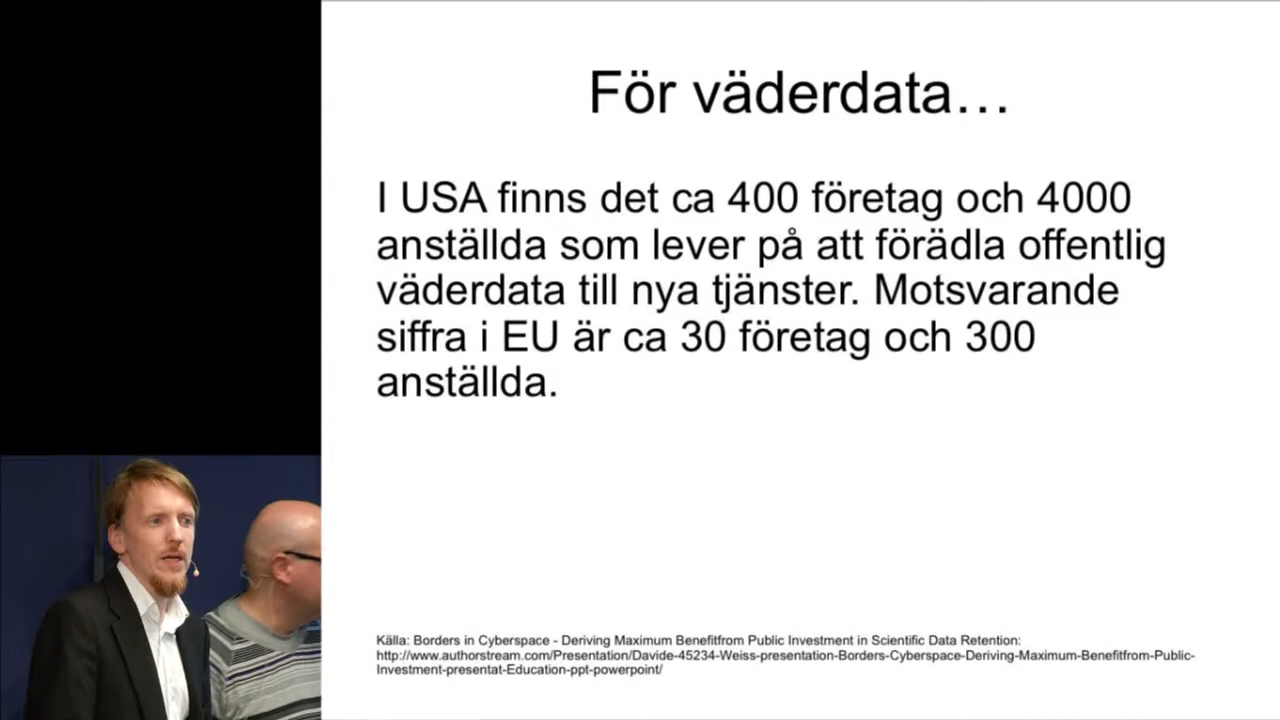 För väderdata…
I USA finns det ca 400 företag och 4000
anställda som lever på att förädla offentlig
väderdata till nya tjänster. Motsvarande
siffra i EU är ca 30 företag och 300
anställda.
Källa: Borders in Cyberspace - Deriving Maximum Benefitfrom Public Investment in Scientific Data Retention:
http://www.authorstream.com/Presentation/Davide-45234-Weiss-presentation-Borders-Cyberspace-Deriving-Maximum-Benefitfrom-Public-
Investment-presentat-Education-ppt-powerpoint/